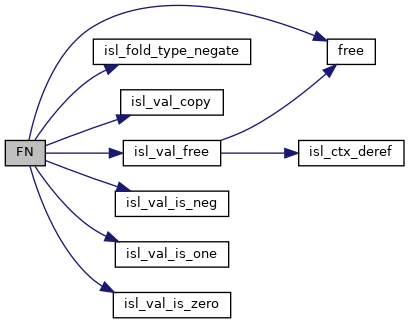 free
isl_fold_type_negate
isl_val_copy
FN
isl_val_free
isl_ctx_deref
isl_val_is_neg
isl_val_is_one
isl_val_is_zero